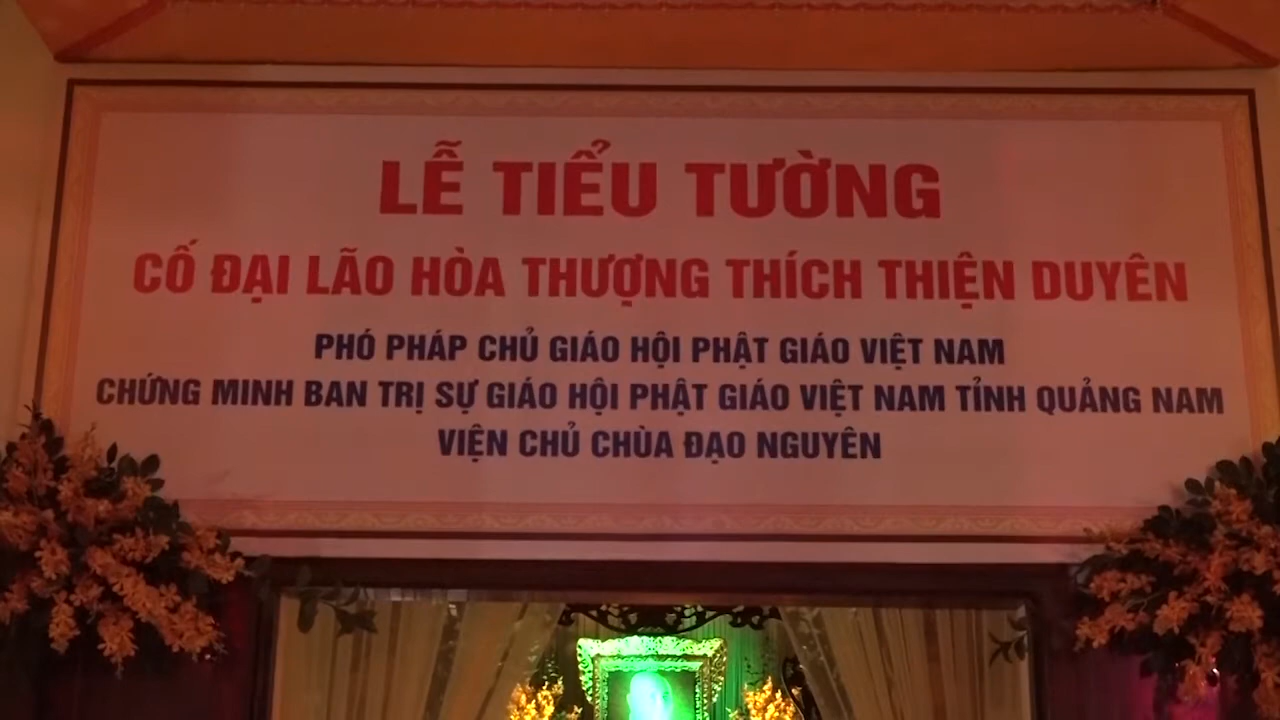 LỄ TIỂU TƯỜNG
CỐ ĐẠI LÃO HÒA THƯỢNG THÍCH THIỆN DUYÊN
PHÓ PHÁP CHỦ GIÁO HỘI PHẬT GIÁO VIỆT NAM
CHỨNG MINH BAN TRỊ SỰ GIÁO HỘI PHẬT GIÁO VIỆT NAM TỈNH QUẢNG NAM
VIỆN CHỦ CHÙA ĐẠO NGUYÊN